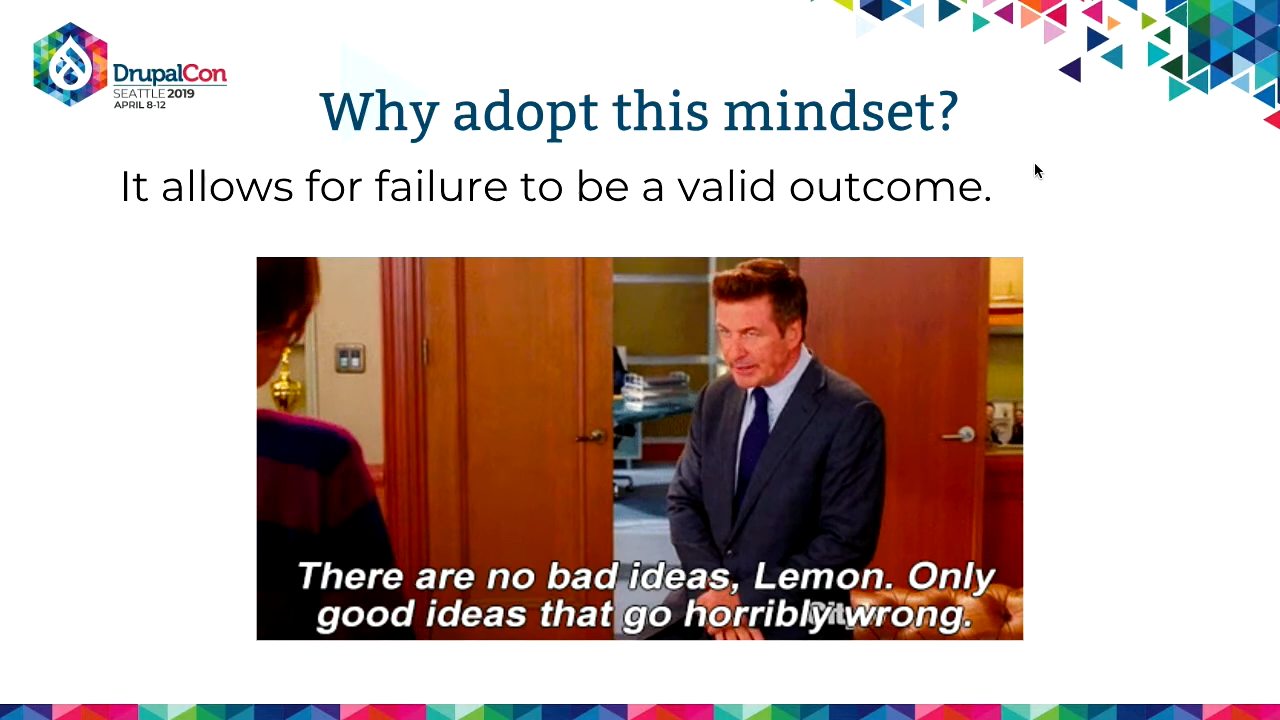 DrupalCon
SEATTLE 2019
APRIL 8-12
Why adopt this mindset?
It allows for failure to be a valid outcome.
There are no bad ideas, Lemon. Only
good ideas that go horribly wrong.